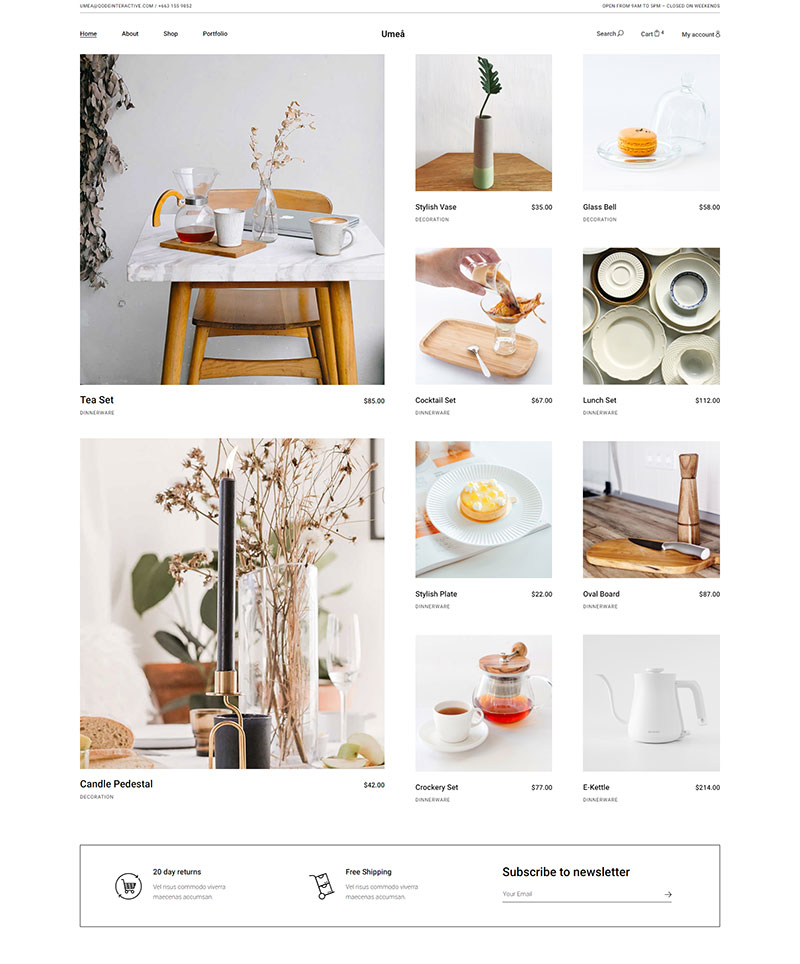 UMEA@QODEINTERACTIVE.COM / +663 155 9852
OPEN FROM 9AM TO 5PM – CLOSED ON WEEKENDS
Home About Shop Portfolio
Umeå
Search Cart 4 My account
Stylish Vase $35.00
DECORATION
Glass Bell $58.00
DECORATION
Tea Set $85.00
DINNERWARE
Cocktail Set $67.00
DINNERWARE
Lunch Set $112.00
DINNERWARE
Stylish Plate $22.00
DINNERWARE
Oval Board $87.00
DINNERWARE
Candle Pedestal $42.00
DECORATION
Crockery Set $77.00
DINNERWARE
E-Kettle $214.00
DINNERWARE
20 day returns
Vel risus commodo viverra
maecenas accumsan.
Free Shipping
Vel risus commodo viverra
maecenas accumsan.
Subscribe to newsletter
Your Email